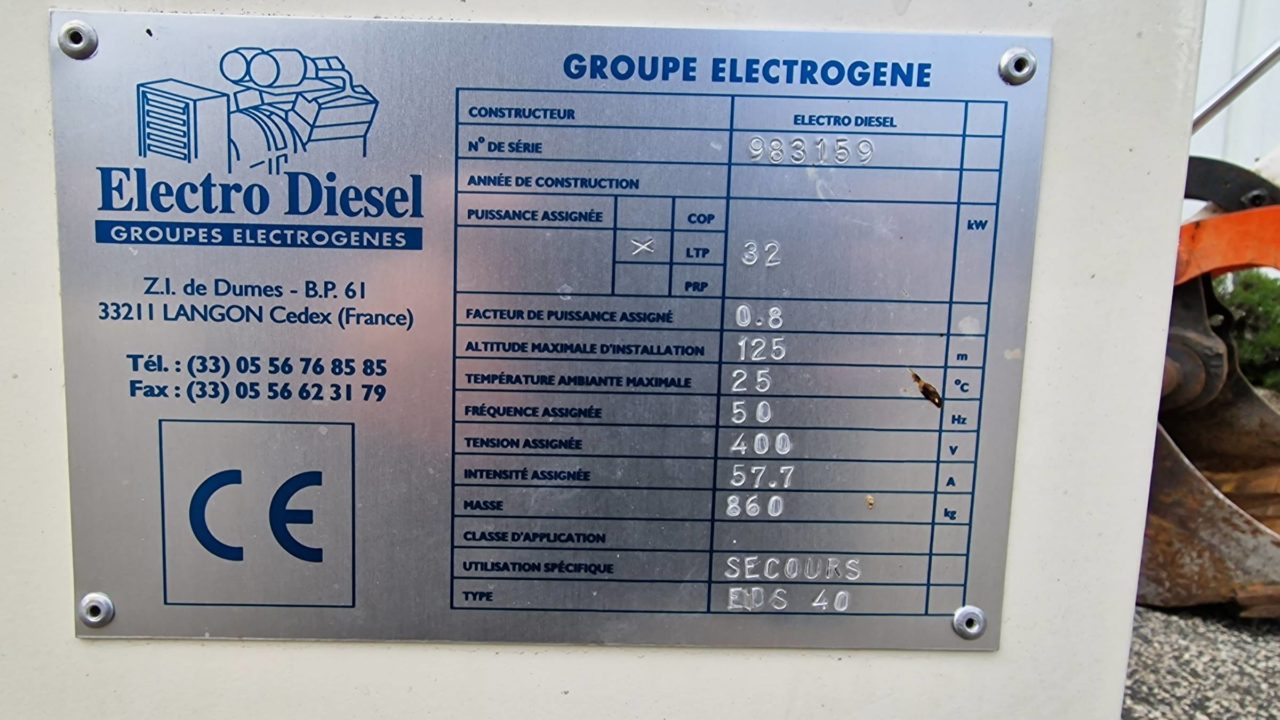 Electro Diesel
GROUPES ELECTROGENES
Z.I. de Dumes - B.P. 61
33211 LANGON Cedex (France)
Tél. : (33) 05 56 76 85 85
Fax : (33) 05 56 62 31 79
CE
GROUPE ELECTROGENE
CONSTRUCTEUR ELECTRO DIESEL
N° DE SÉRIE 983159
ANNÉE DE CONSTRUCTION
PUISSANCE ASSIGNÉE COP kW
X LTP 32
PRP
FACTEUR DE PUISSANCE ASSIGNÉ 0.8
ALTITUDE MAXIMALE D'INSTALLATION 125 m
TEMPÉRATURE AMBIANTE MAXIMALE 25 °C
FRÉQUENCE ASSIGNÉE 50 Hz
TENSION ASSIGNÉE 400 V
INTENSITÉ ASSIGNÉE 57.7 A
MASSE 860 kg
CLASSE D'APPLICATION
UTILISATION SPÉCIFIQUE SECOURS
TYPE EDS 40